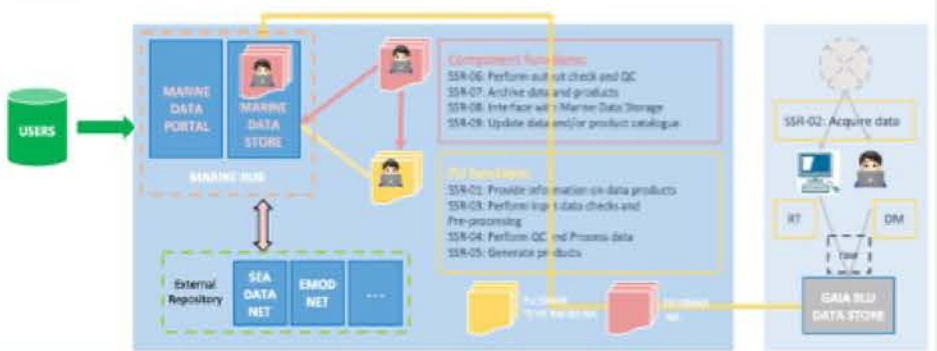 USERS
MARINE
DATA
PORTAL
MARINE
DATA
STORE
MARINE HUB
Component functions:
SSR-06: Perform output check and QC
SSR-07: Archive data and products
SSR-08: Interface with Marine Data Storage
SSR-09: Update data and/or product catalogue
PU functions:
SSR-01: Provide information on data products
SSR-03: Perform input data checks and
Pre-processing
SSR-04: Perform QC and Process data
SSR-05: Generate products
SSR-02: Acquire data
RT
DM
External
Repository
SEA
DATA
NET
EMOD
NET
...
GAIA BLU
DATA STORE